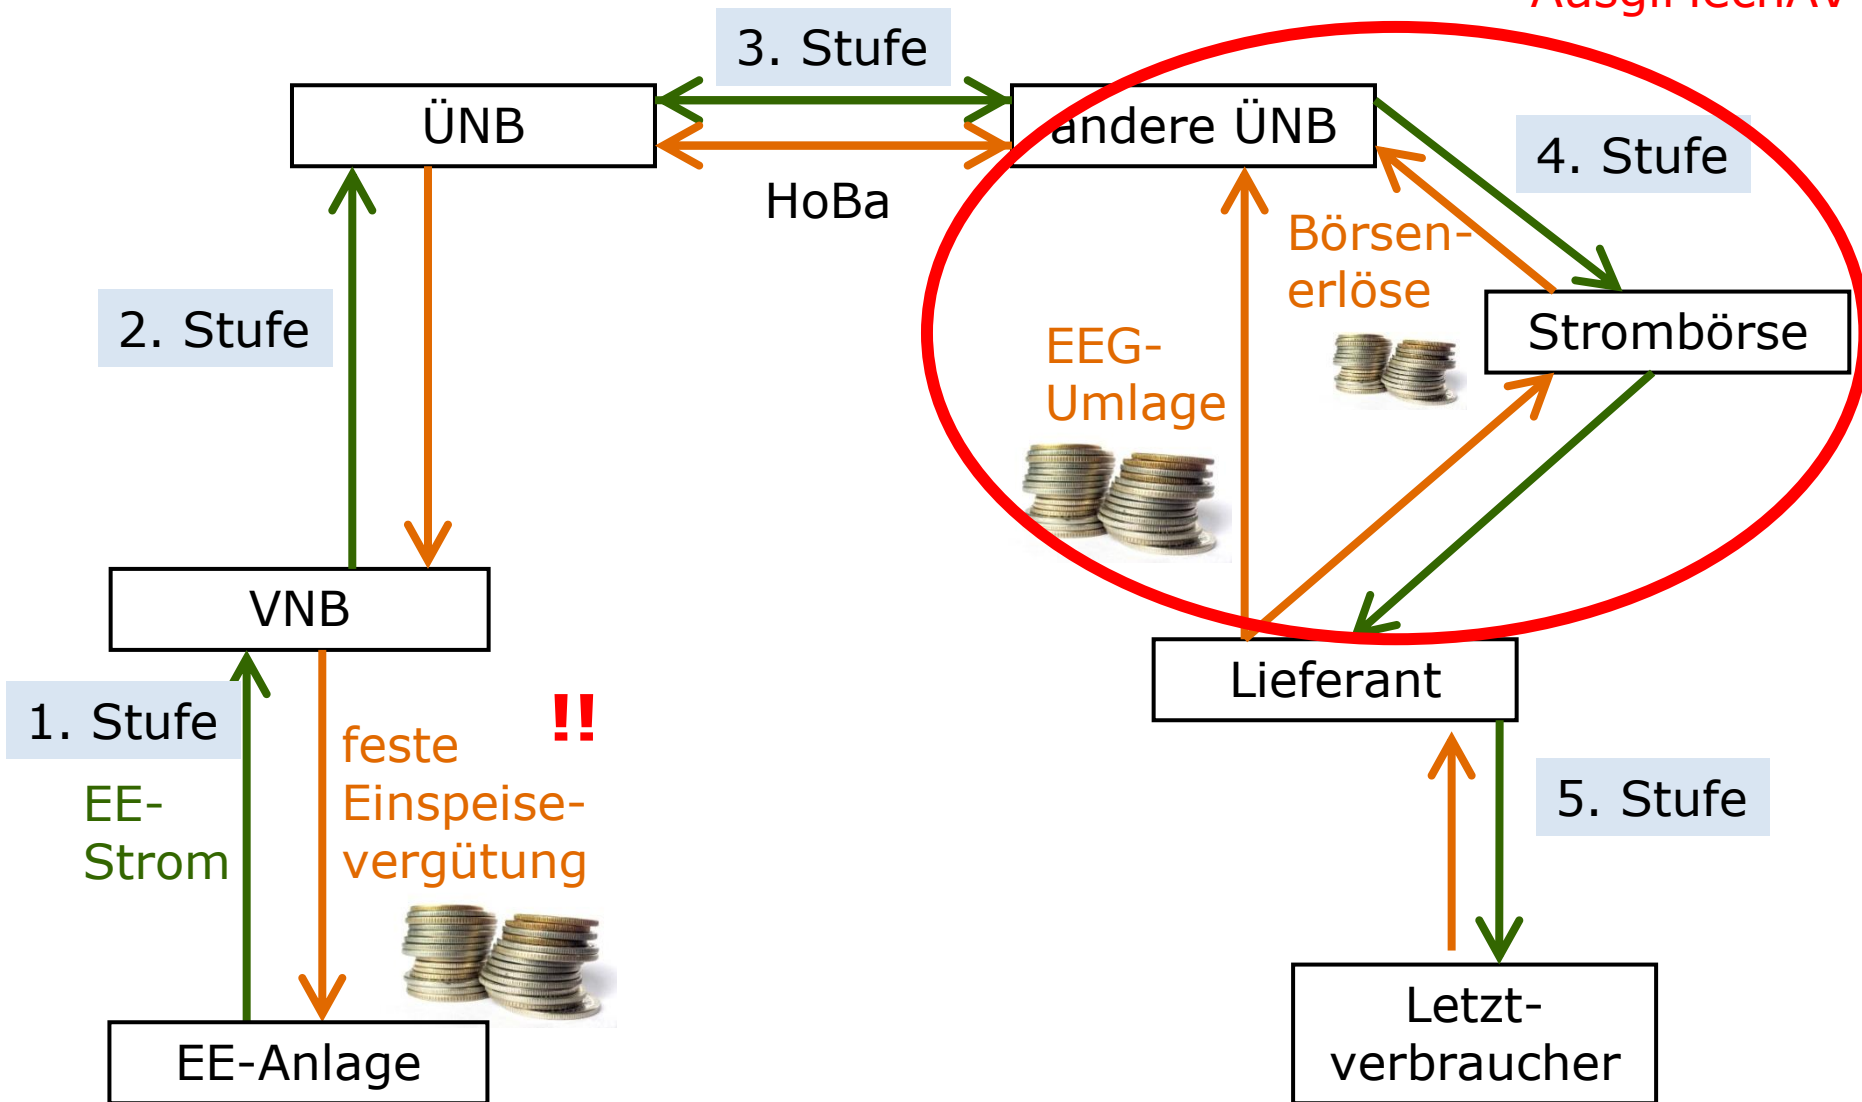 AusglMechAV
3. Stufe
ÜNB
andere ÜNB
4. Stufe
HoBa
Börsen-
erlöse
2. Stufe
Strombörse
EEG-
Umlage
VNB
Lieferant
1. Stufe
!!
feste
Einspeise-
vergütung
EE-
Strom
5. Stufe
Letzt-
verbraucher
EE-Anlage